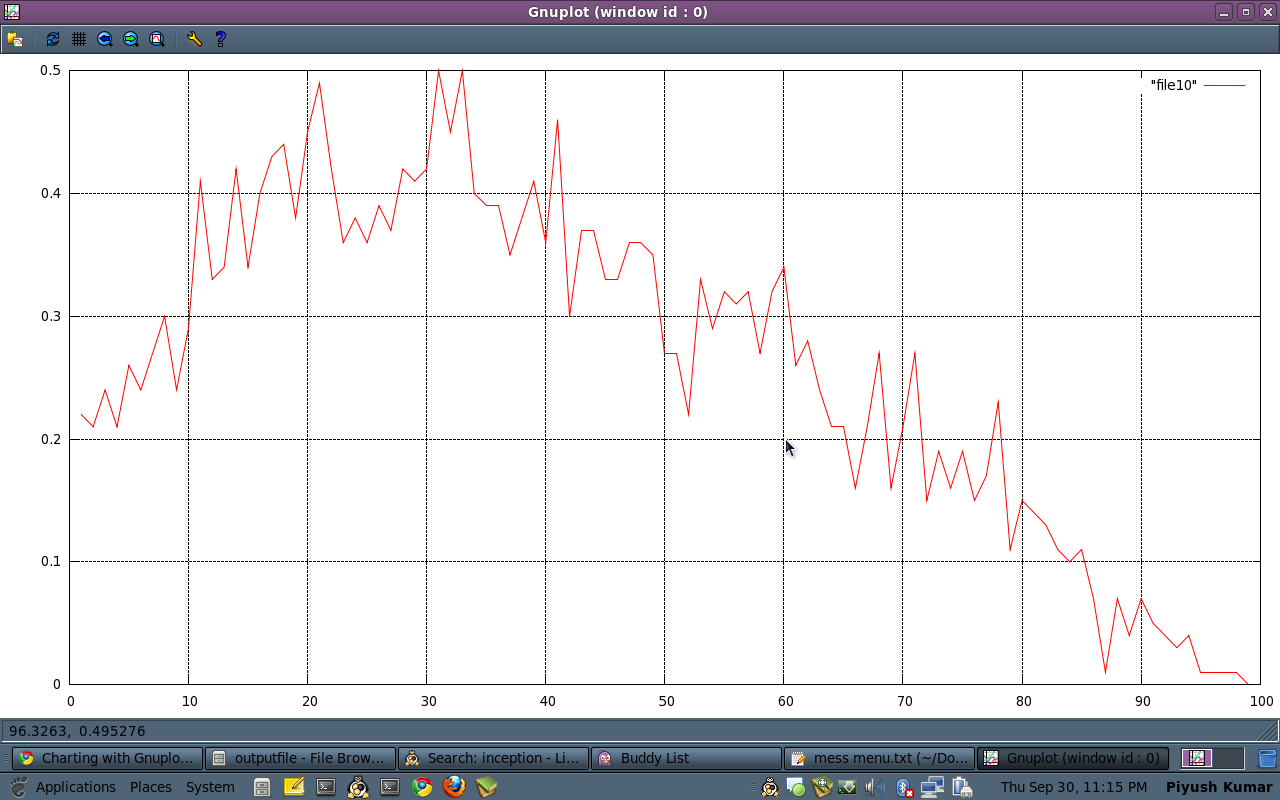 Gnuplot (window id : 0)
"file10"
0.5
0.4
0.3
0.2
0.1
0
0 10 20 30 40 50 60 70 80 90 100
96.3263, 0.495276
Charting with Gnuplo... outputfile - File Brow... Search: inception - Li... Buddy List mess menu.txt (~/Do... Gnuplot (window id : 0)
Applications Places System Thu Sep 30, 11:15 PM Piyush Kumar